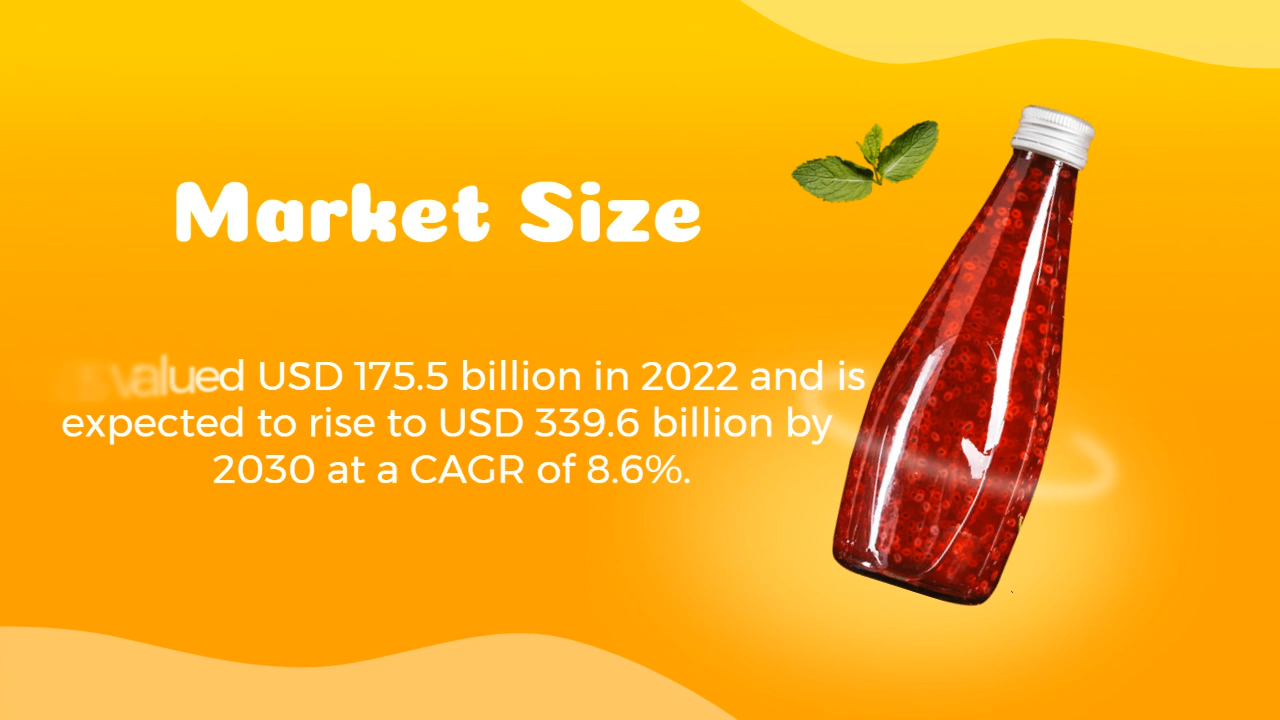 Market Size
valued USD 175.5 billion in 2022 and is
expected to rise to USD 339.6 billion by
2030 at a CAGR of 8.6%.